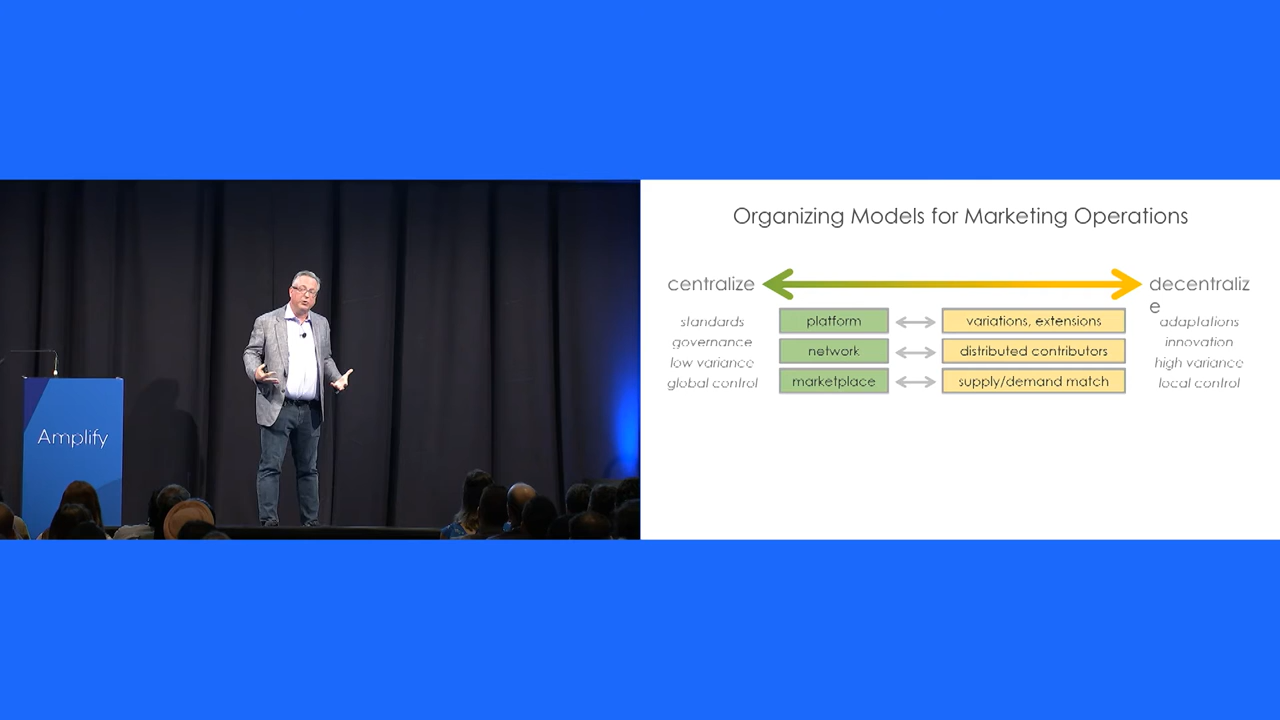 Amplify
Organizing Models for Marketing Operations
centralize
decentraliz
e
standards
governance
low variance
global control
platform
variations, extensions
network
distributed contributors
marketplace
supply/demand match
adaptations
innovation
high variance
local control